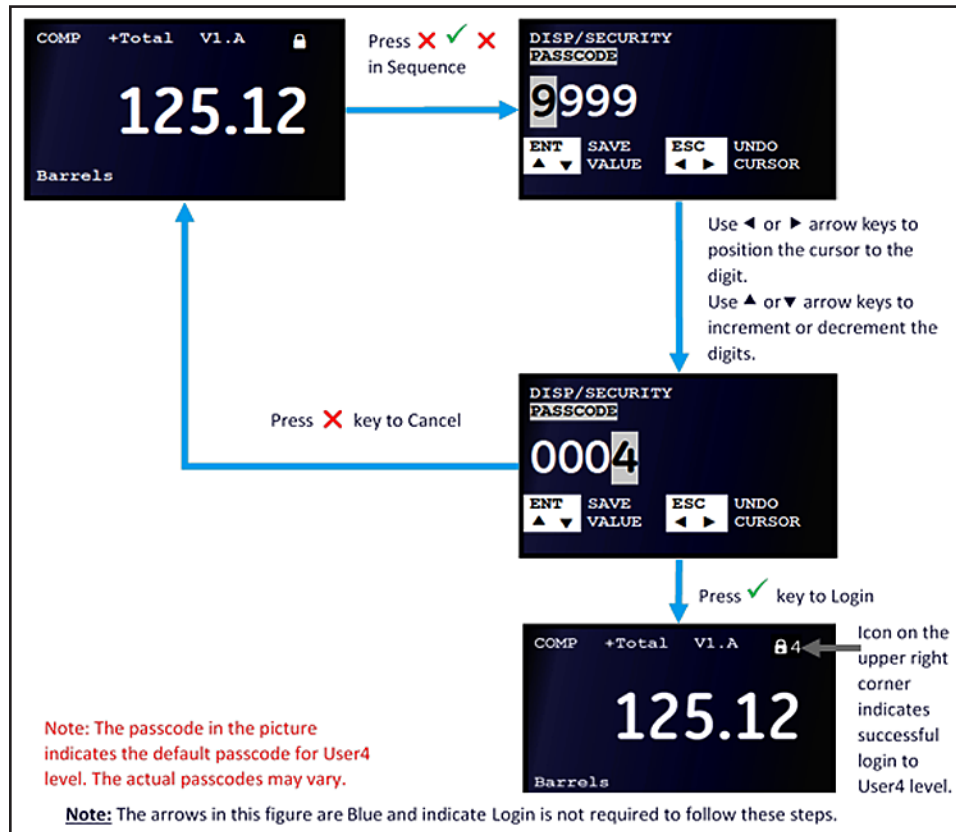 COMP +Total V1.A
125.12
Barrels
Press ✗ ✓ ✗
in Sequence
DISP/SECURITY
PASSCODE
9999
ENT SAVE ESC UNDO
▲ ▼ VALUE ◄ ► CURSOR
Use ◄ or ► arrow keys to
position the cursor to the
digit.
Use ▲ or ▼ arrow keys to
increment or decrement the
digits.
Press ✗ key to Cancel
DISP/SECURITY
PASSCODE
0004
ENT SAVE ESC UNDO
▲ ▼ VALUE ◄ ► CURSOR
Press ✓ key to Login
COMP +Total V1.A 4
125.12
Barrels
Icon on the
upper right
corner
indicates
successful
login to
User4 level.
Note: The passcode in the picture
indicates the default passcode for User4
level. The actual passcodes may vary.
Note: The arrows in this figure are Blue and indicate Login is not required to follow these steps.